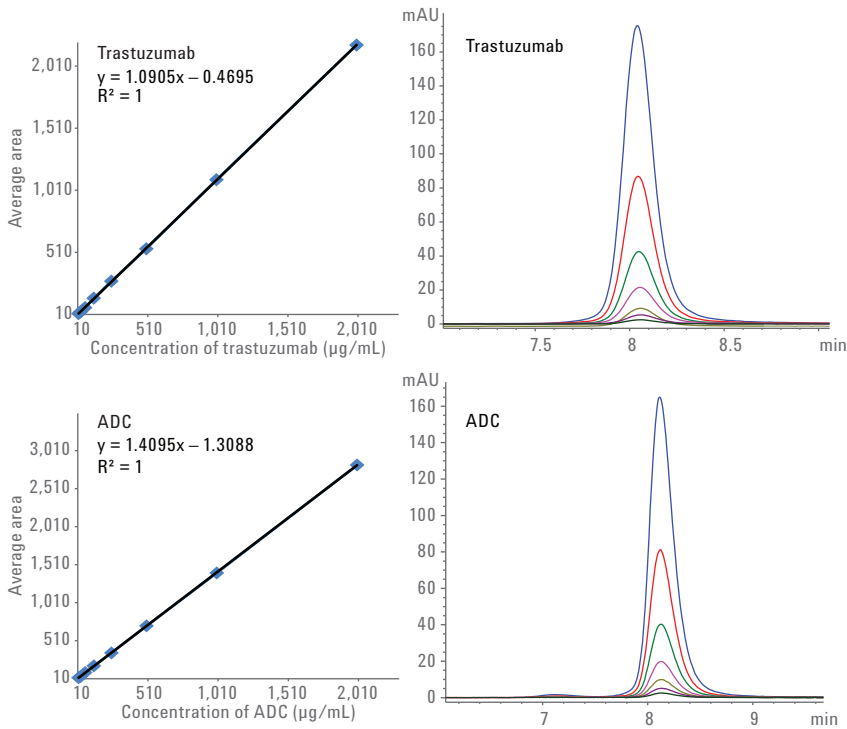 Trastuzumab
y = 1.0905x – 0.4695
R² = 1
Average area
2,010
1,510
1,010
510
10
10 510 1,010 1,510 2,010
Concentration of trastuzumab (µg/mL)
mAU
Trastuzumab
160
140
120
100
80
60
40
20
0
7.5 8 8.5 min
ADC
y = 1.4095x – 1.3088
R² = 1
Average area
3,010
2,510
2,010
1,510
1,010
510
10
10 510 1,010 1,510 2,010
Concentration of ADC (µg/mL)
mAU
ADC
160
140
120
100
80
60
40
20
0
7 8 9 min